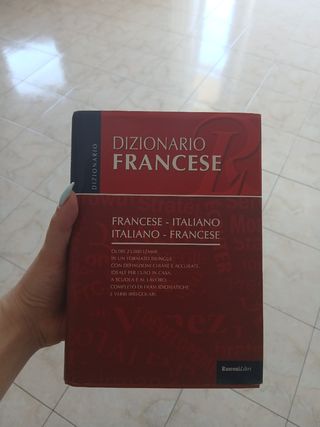 DIZIONARIO
DIZIONARIO
FRANCESE
FRANCESE - ITALIANO
ITALIANO - FRANCESE
OLTRE 25.000 LEMMI
IN UN FORMATO BILINGUE
CON DEFINIZIONI CHIARE E ACCURATE.
IDEALE PER L'USO IN CASA,
A SCUOLA E AL LAVORO.
COMPLETO DI FRASI IDIOMATICHE
E VERBI IRREGOLARI.
RusconiLibri